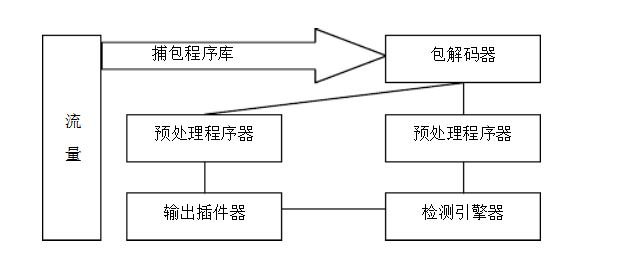 捕包程序库
包解码器
流
量
预处理程序器
预处理程序器
输出插件器
检测引擎器